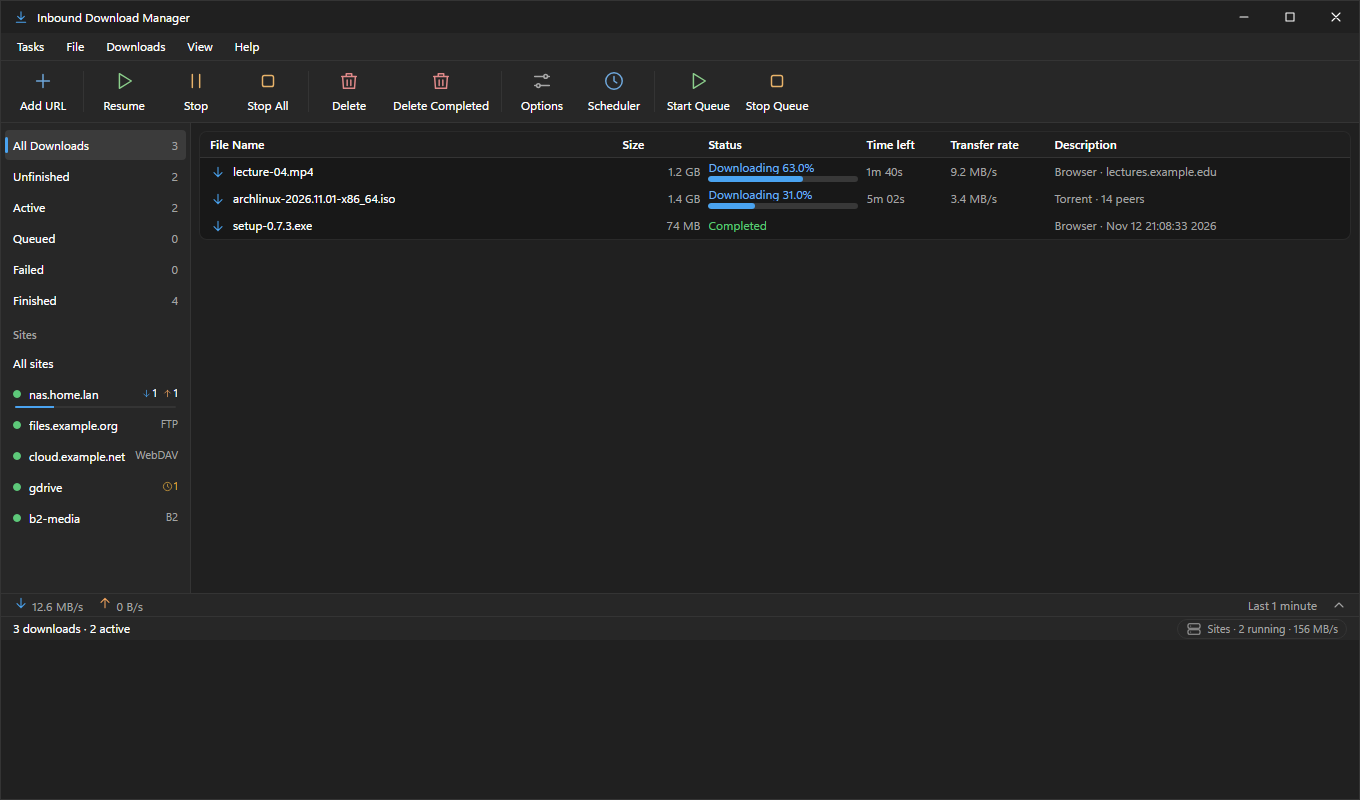 Inbound Download Manager
Tasks File Downloads View Help
Add URL Resume Stop Stop All Delete Delete Completed Options Scheduler Start Queue Stop Queue
All Downloads 3
Unfinished 2
Active 2
Queued 0
Failed 0
Finished 4
Sites
All sites
nas.home.lan 1 1
files.example.org FTP
cloud.example.net WebDAV
gdrive 1
b2-media B2
File Name Size Status Time left Transfer rate Description
lecture-04.mp4 1.2 GB Downloading 63.0% 1m 40s 9.2 MB/s Browser · lectures.example.edu
archlinux-2026.11.01-x86_64.iso 1.4 GB Downloading 31.0% 5m 02s 3.4 MB/s Torrent · 14 peers
setup-0.7.3.exe 74 MB Completed Browser · Nov 12 21:08:33 2026
12.6 MB/s 0 B/s Last 1 minute
3 downloads · 2 active Sites · 2 running · 156 MB/s